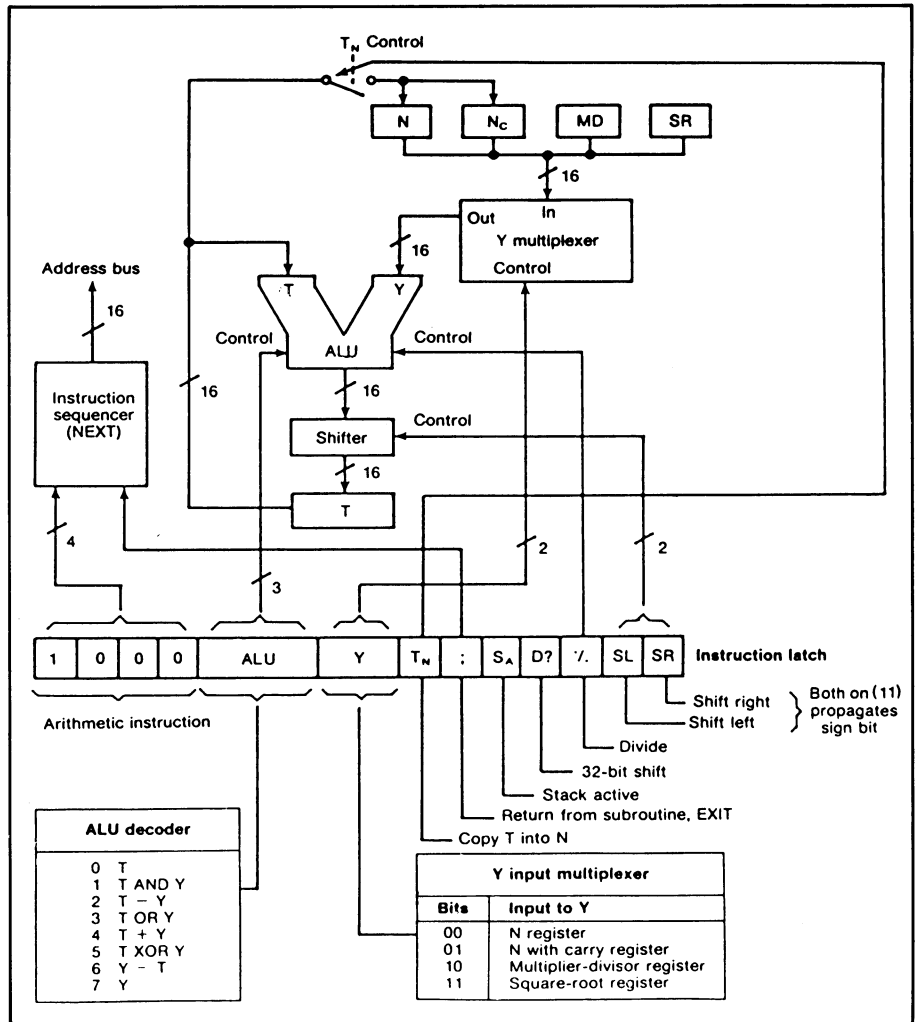 T_N Control
N
N_C
MD
SR
16
Out
In
Y multiplexer
Control
16
Address bus
16
T
Y
Control
ALU
Control
16
16
Instruction
sequencer
(NEXT)
Shifter
Control
16
T
4
3
2
2
1 0 0 0 ALU Y T_N ; S_A D? ·/. SL SR Instruction latch
Arithmetic instruction
Shift right
Shift left
Both on (11)
propagates
sign bit
Divide
32-bit shift
Stack active
Return from subroutine, EXIT
Copy T into N
ALU decoder
0 T
1 T AND Y
2 T – Y
3 T OR Y
4 T + Y
5 T XOR Y
6 Y – T
7 Y
Y input multiplexer
Bits Input to Y
00 N register
01 N with carry register
10 Multiplier-divisor register
11 Square-root register